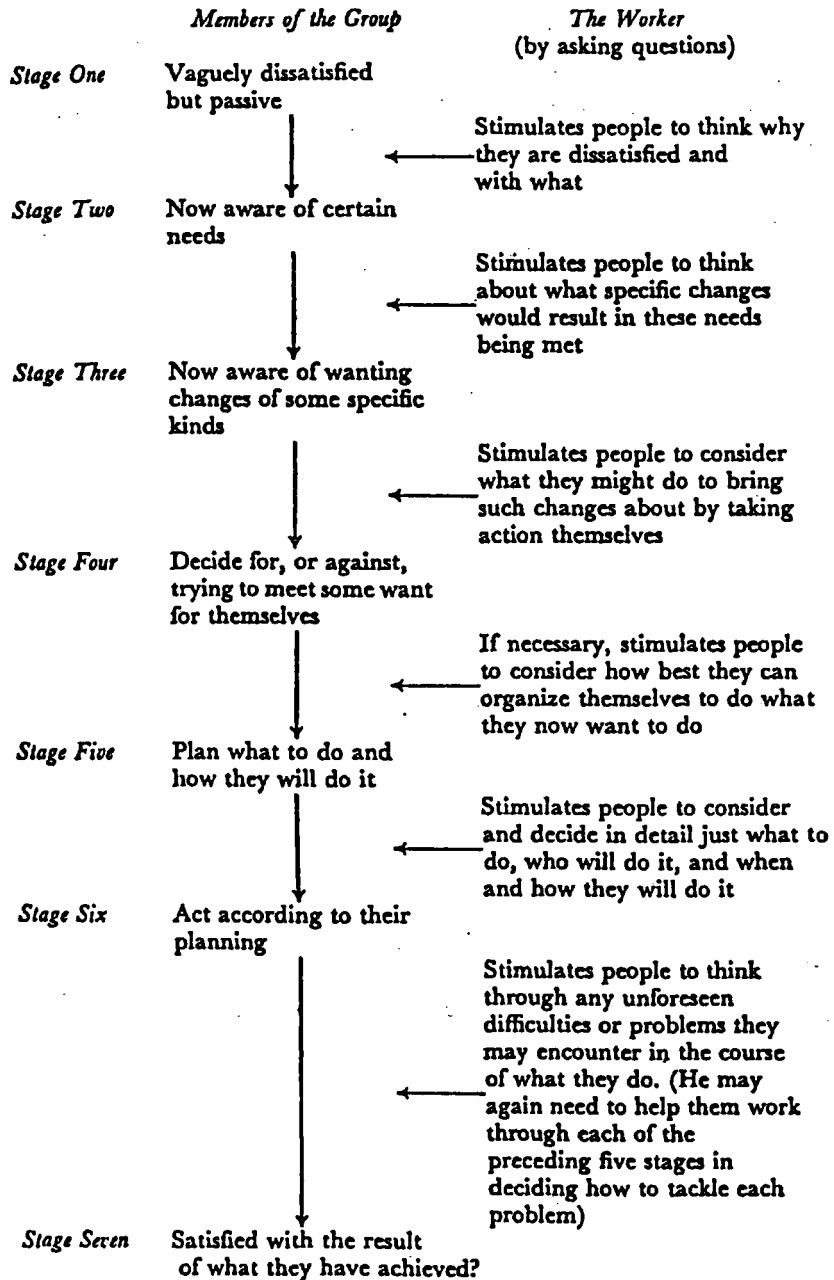 Members of the Group The Worker
(by asking questions)
Stage One Vaguely dissatisfied
but passive
Stimulates people to think why
they are dissatisfied and
with what
Stage Two Now aware of certain
needs
Stimulates people to think
about what specific changes
would result in these needs
being met
Stage Three Now aware of wanting
changes of some specific
kinds
Stimulates people to consider
what they might do to bring
such changes about by taking
action themselves
Stage Four Decide for, or against,
trying to meet some want
for themselves
If necessary, stimulates people
to consider how best they can
organize themselves to do what
they now want to do
Stage Five Plan what to do and
how they will do it
Stimulates people to consider
and decide in detail just what to
do, who will do it, and when
and how they will do it
Stage Six Act according to their
planning
Stimulates people to think
through any unforeseen
difficulties or problems they
may encounter in the course
of what they do. (He may
again need to help them work
through each of the
preceding five stages in
deciding how to tackle each
problem)
Stage Seven Satisfied with the result
of what they have achieved?